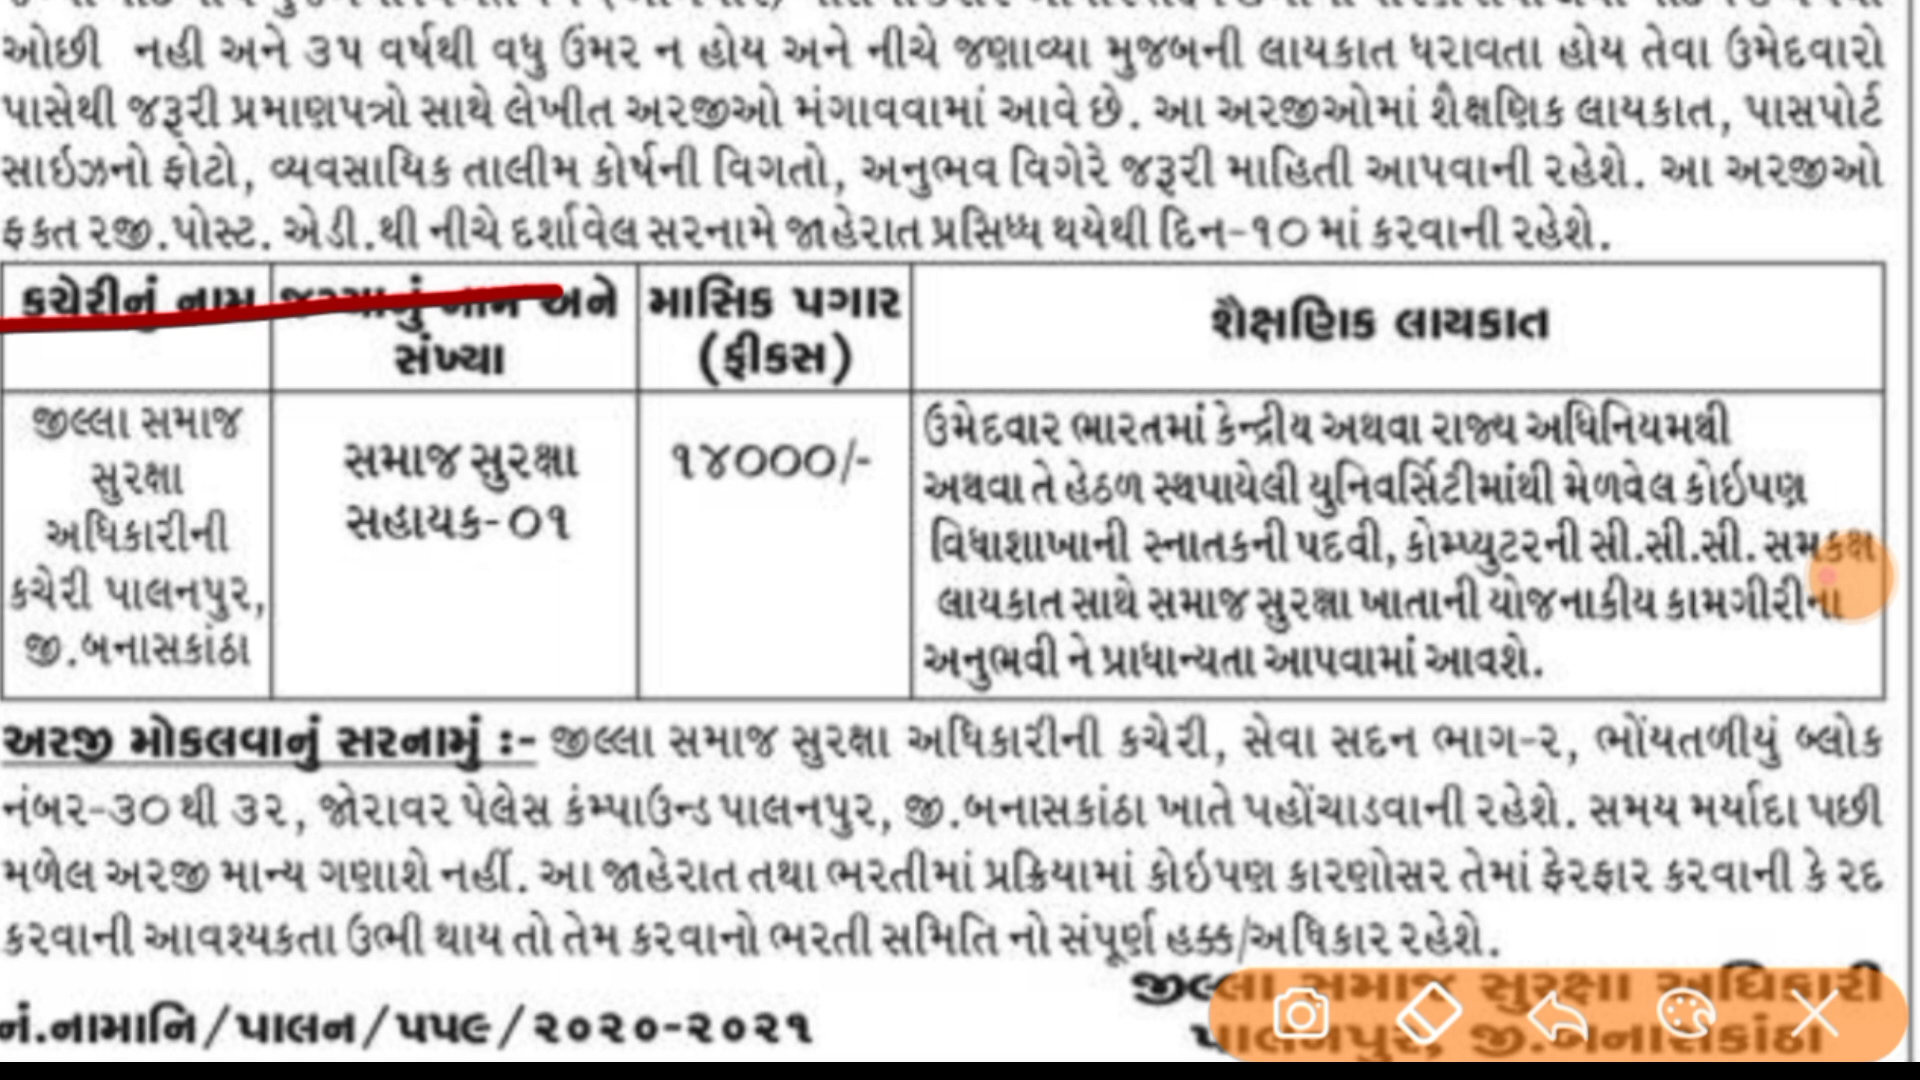 ઓછી નહી અને ૩૫ વર્ષથી વધુ ઉંમર ન હોય અને નીચે જણાવ્યા મુજબની લાયકાત ધરાવતા હોય તેવા ઉમેદવારો
પાસેથી જરૂરી પ્રમાણપત્રો સાથે લેખીત અરજીઓ મંગાવવામાં આવે છે. આ અરજીઓમાં શૈક્ષણિક લાયકાત, પાસપોર્ટ
સાઇઝનો ફોટો, વ્યવસાયિક તાલીમ કોર્ષની વિગતો, અનુભવ વિગેરે જરૂરી માહિતી આપવાની રહેશે. આ અરજીઓ
ફકત રજી.પોસ્ટ. એડી.થી નીચે દર્શાવેલ સરનામે જાહેરાત પ્રસિધ્ધ થયેથી દિન-૧૦ માં કરવાની રહેશે.
કચેરીનું નામ
જગ્યાનું નામ અને
સંખ્યા
માસિક પગાર
(ફીકસ)
શૈક્ષણિક લાયકાત
જીલ્લા સમાજ
સુરક્ષા
અધિકારીની
કચેરી પાલનપુર,
જી.બનાસકાંઠા
સમાજ સુરક્ષા
સહાયક-૦૧
૧૪૦૦૦/-
ઉમેદવાર ભારતમાં કેન્દ્રીય અથવા રાજ્ય અધિનિયમથી
અથવા તે હેઠળ સ્થપાયેલી યુનિવર્સિટીમાંથી મેળવેલ કોઇપણ
વિધાશાખાની સ્નાતકની પદવી, કોમ્પ્યુટરની સી.સી.સી. સમકક્ષ
લાયકાત સાથે સમાજ સુરક્ષા ખાતાની યોજનાકીય કામગીરીના
અનુભવી ને પ્રાધાન્યતા આપવામાં આવશે.
અરજી મોકલવાનું સરનામું :- જીલ્લા સમાજ સુરક્ષા અધિકારીની કચેરી, સેવા સદન ભાગ-૨, ભોંયતળીયું બ્લોક
નંબર-૩૦ થી ૩૨, જોરાવર પેલેસ કંમ્પાઉન્ડ પાલનપુર, જી.બનાસકાંઠા ખાતે પહોંચાડવાની રહેશે. સમય મર્યાદા પછી
મળેલ અરજી માન્ય ગણાશે નહીં. આ જાહેરાત તથા ભરતીમાં પ્રક્રિયામાં કોઇપણ કારણોસર તેમાં ફેરફાર કરવાની કે રદ
કરવાની આવશ્યકતા ઉભી થાય તો તેમ કરવાનો ભરતી સમિતિ નો સંપૂર્ણ હક્ક/અધિકાર રહેશે.
જીલ્લા સમાજ સુરક્ષા અધિકારી
પાલનપુર, જી.બનાસકાંઠા
નં.નામાનિ/પાલન/૫૫૯/૨૦૨૦-૨૦૨૧